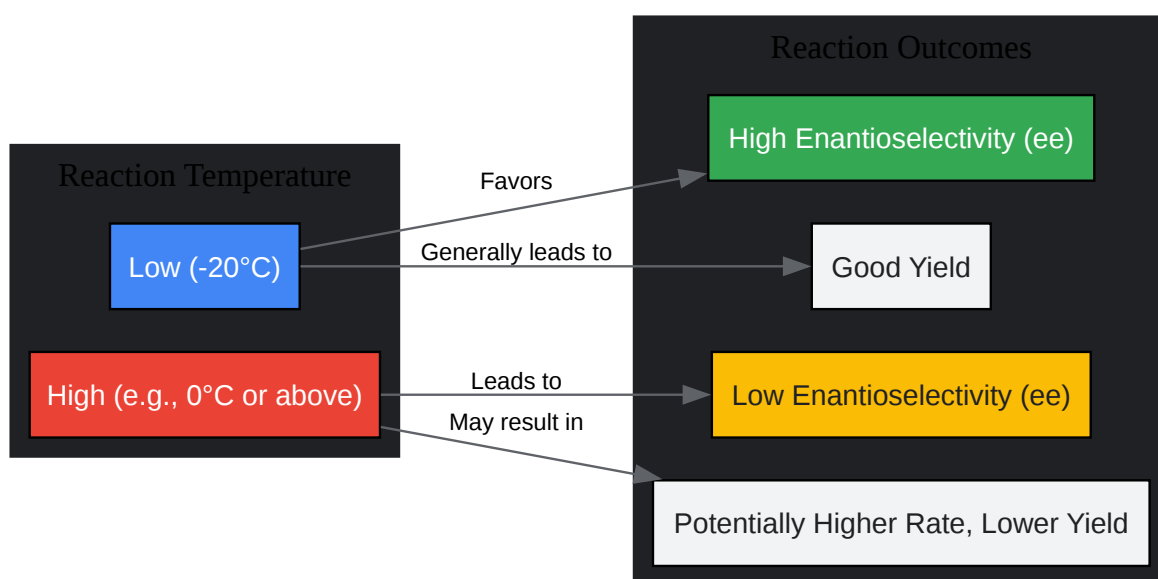 Reaction Outcomes
High Enantioselectivity (ee)
Reaction Temperature
Favors
Low (-20°C)
Generally leads to
Good Yield
High (e.g., 0°C or above)
Leads to
Low Enantioselectivity (ee)
May result in
Potentially Higher Rate, Lower Yield